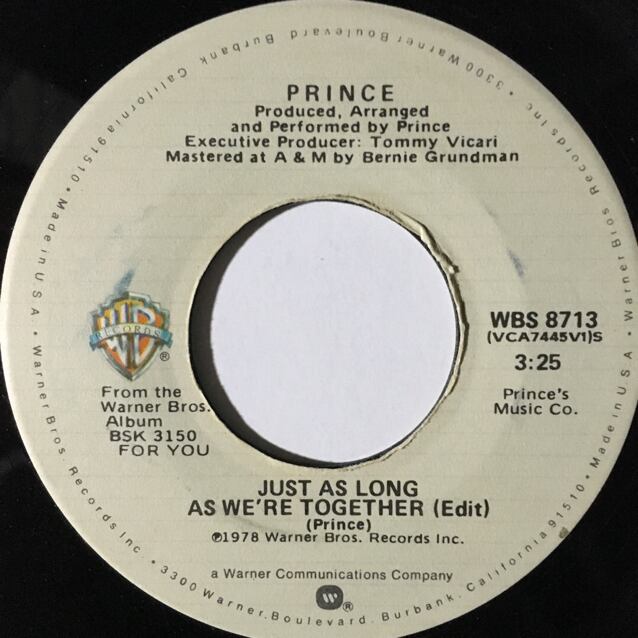 PRINCE
Produced, Arranged
and Performed by Prince
Executive Producer: Tommy Vicari
Mastered at A & M by Bernie Grundman
WB
RECORDS
®
From the
Warner Bros.
Album
BSK 3150
FOR YOU
WBS 8713
(VCA7445V1)S
3:25
Prince's
Music Co.
JUST AS LONG
AS WE'RE TOGETHER (Edit)
(Prince)
℗1978 Warner Bros. Records Inc.
a Warner Communications Company
W®
Warner Bros. Records Inc • 3300 Warner Boulevard. Burbank. California 91510 • Made in U.S.A • Warner Bros. Records Inc • 3300 Warner Boulevard. Burbank. California 91510 • Made in U.S.A •